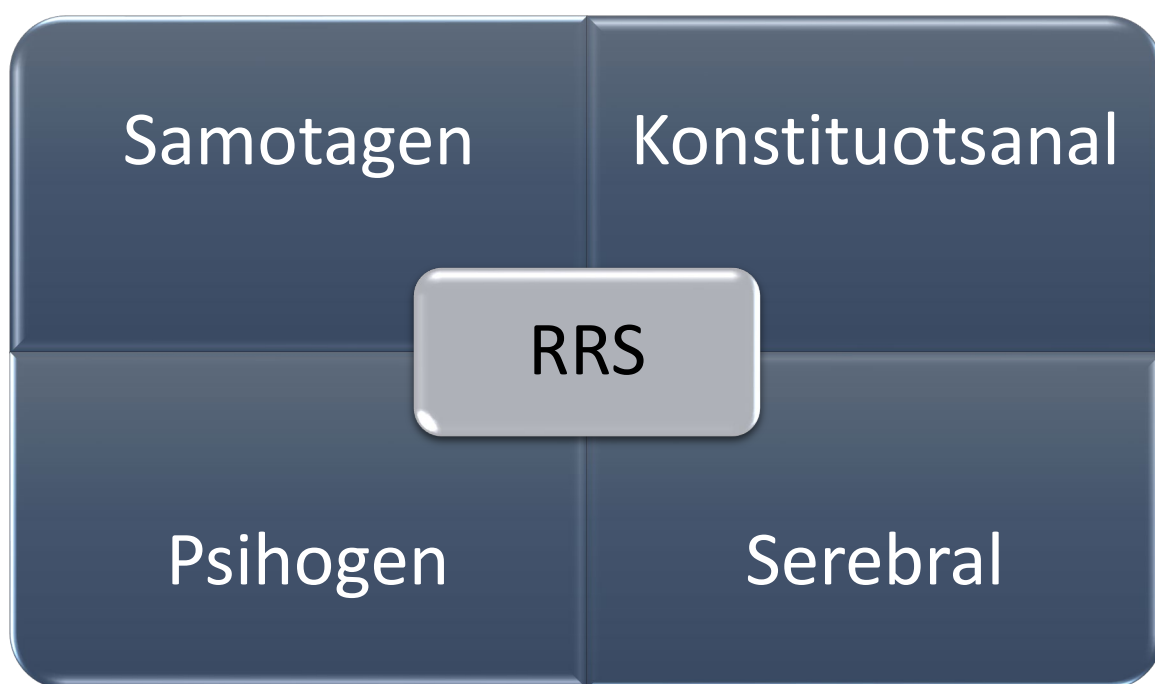 Samotagen
Konstituotsanal
RRS
Psihogen
Serebral